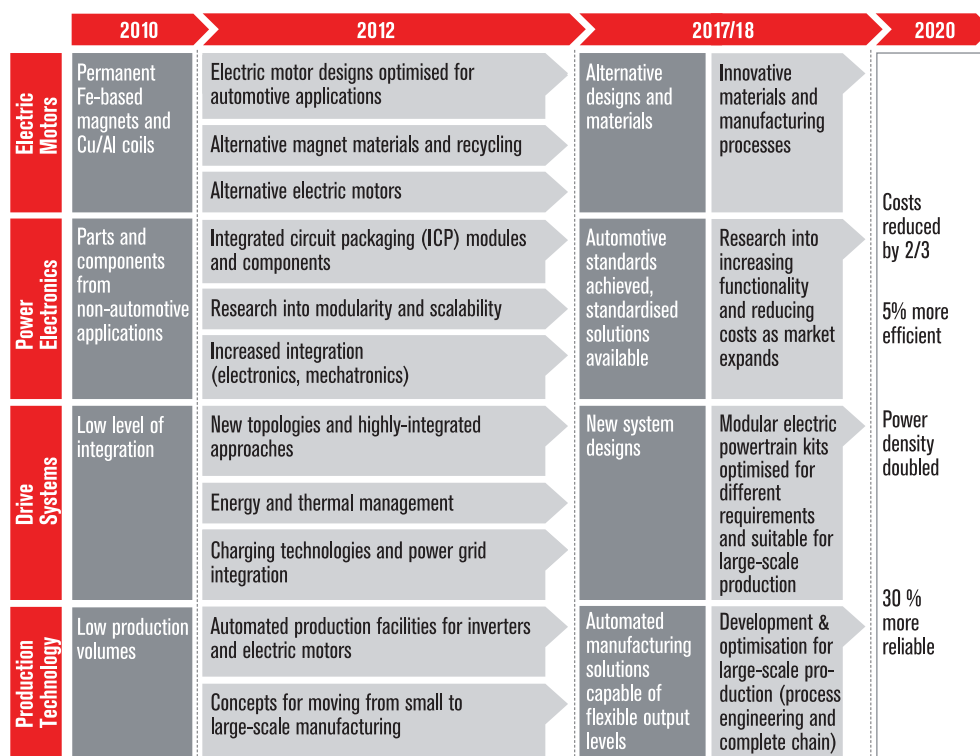 2010
2012
2017/18
2020
Electric
Motors
Permanent
Fe-based
magnets and
Cu/Al coils
Electric motor designs optimised for
automotive applications
Alternative magnet materials and recycling
Alternative electric motors
Alternative
designs and
materials
Innovative
materials and
manufacturing
processes
Power
Electronics
Parts and
components
from
non-automotive
applications
Integrated circuit packaging (ICP) modules
and components
Research into modularity and scalability
Increased integration
(electronics, mechatronics)
Automotive
standards
achieved,
standardised
solutions
available
Research into
increasing
functionality
and reducing
costs as market
expands
Drive
Systems
Low level of
integration
New topologies and highly-integrated
approaches
Energy and thermal management
Charging technologies and power grid
integration
New system
designs
Modular electric
powertrain kits
optimised for
different
requirements
and suitable for
large-scale
production
Production
Technology
Low production
volumes
Automated production facilities for inverters
and electric motors
Concepts for moving from small to
large-scale manufacturing
Automated
manufacturing
solutions
capable of
flexible output
levels
Development &
optimisation for
large-scale pro-
duction (process
engineering and
complete chain)
Costs
reduced
by 2/3
5% more
efficient
Power
density
doubled
30 %
more
reliable